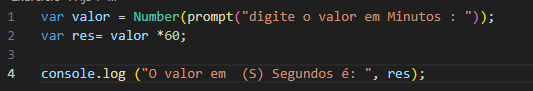 1 var valor = Number(prompt("digite o valor em Minutos : "));
2 var res= valor *60;
3
4 console.log ("O valor em  (S) Segundos é: ", res);